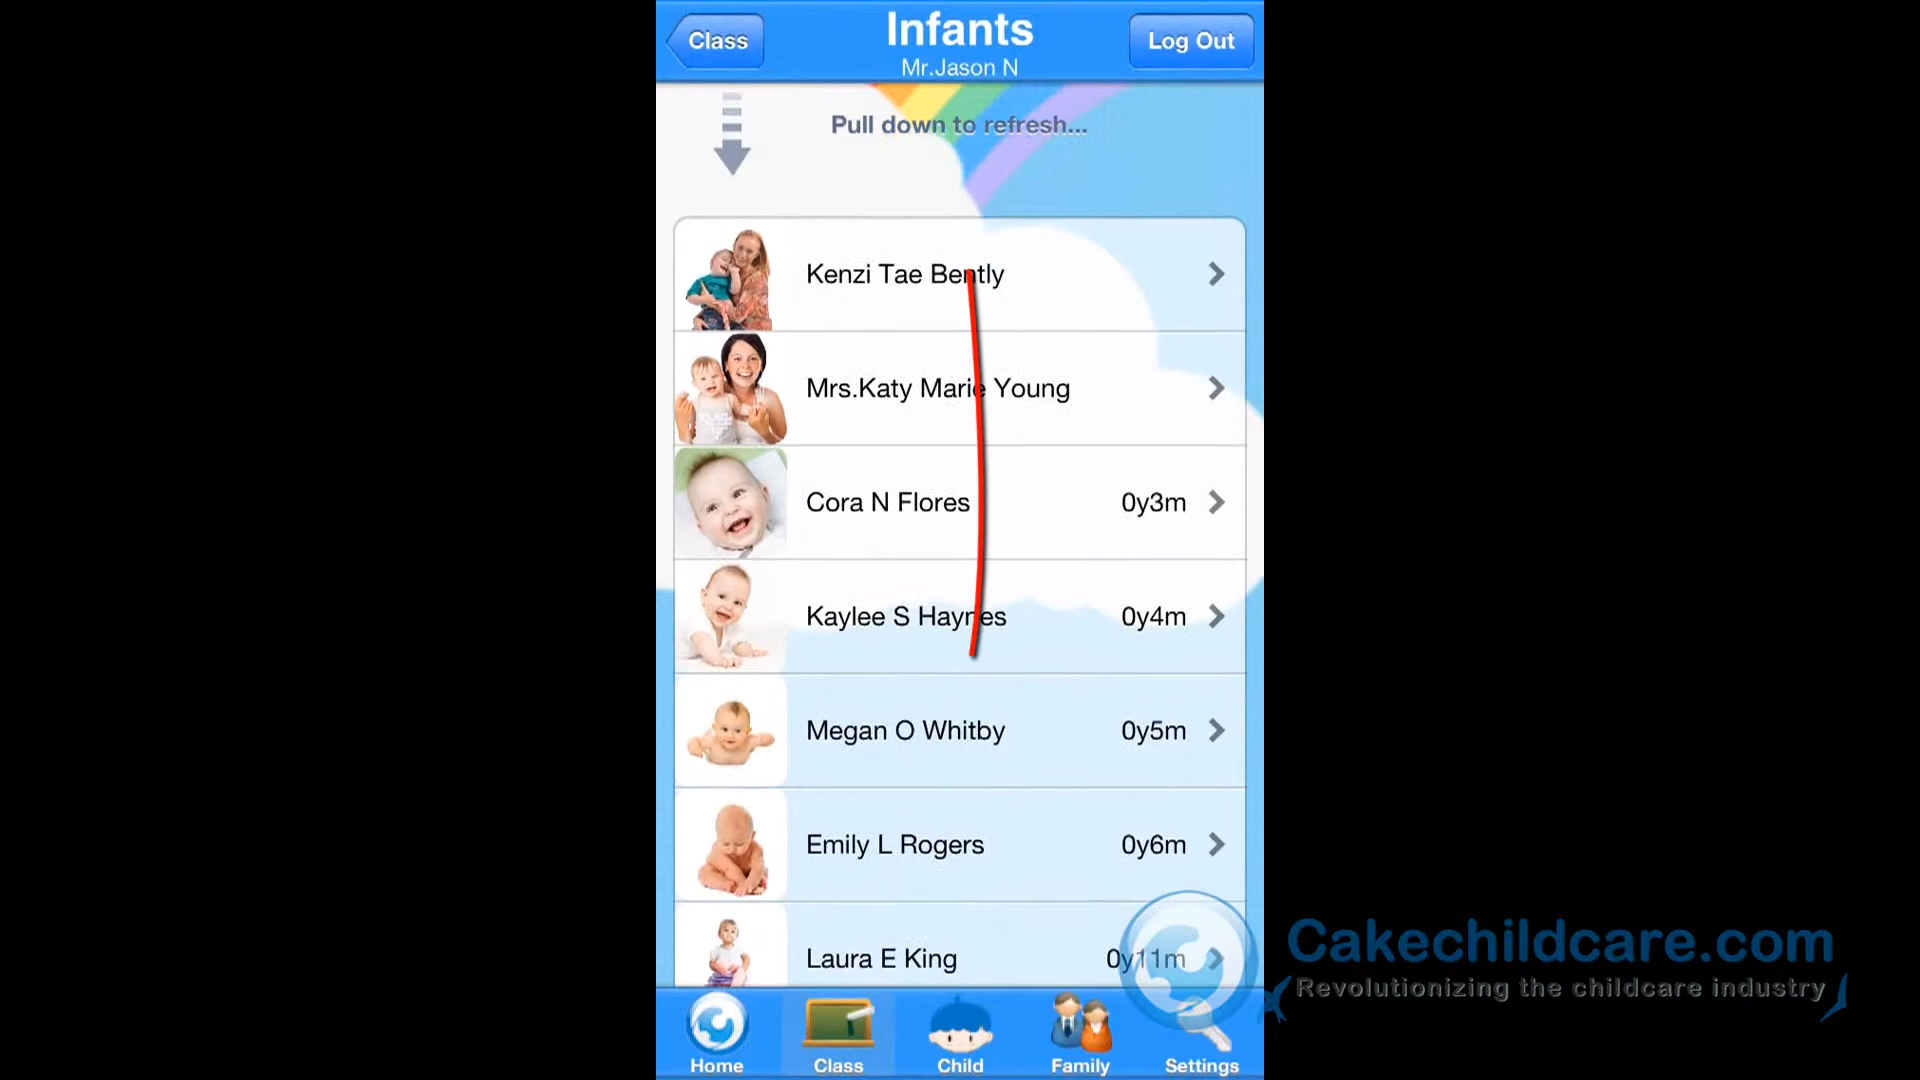 Class
Infants
Log Out
Mr.Jason N
Pull down to refresh...
Kenzi Tae Bently
Mrs.Katy Marie Young
Cora N Flores 0y3m
Kaylee S Haynes 0y4m
Megan O Whitby 0y5m
Emily L Rogers 0y6m
Laura E King 0y11m
Cakechildcare.com
Revolutionizing the childcare industry
Home Class Child Family Settings